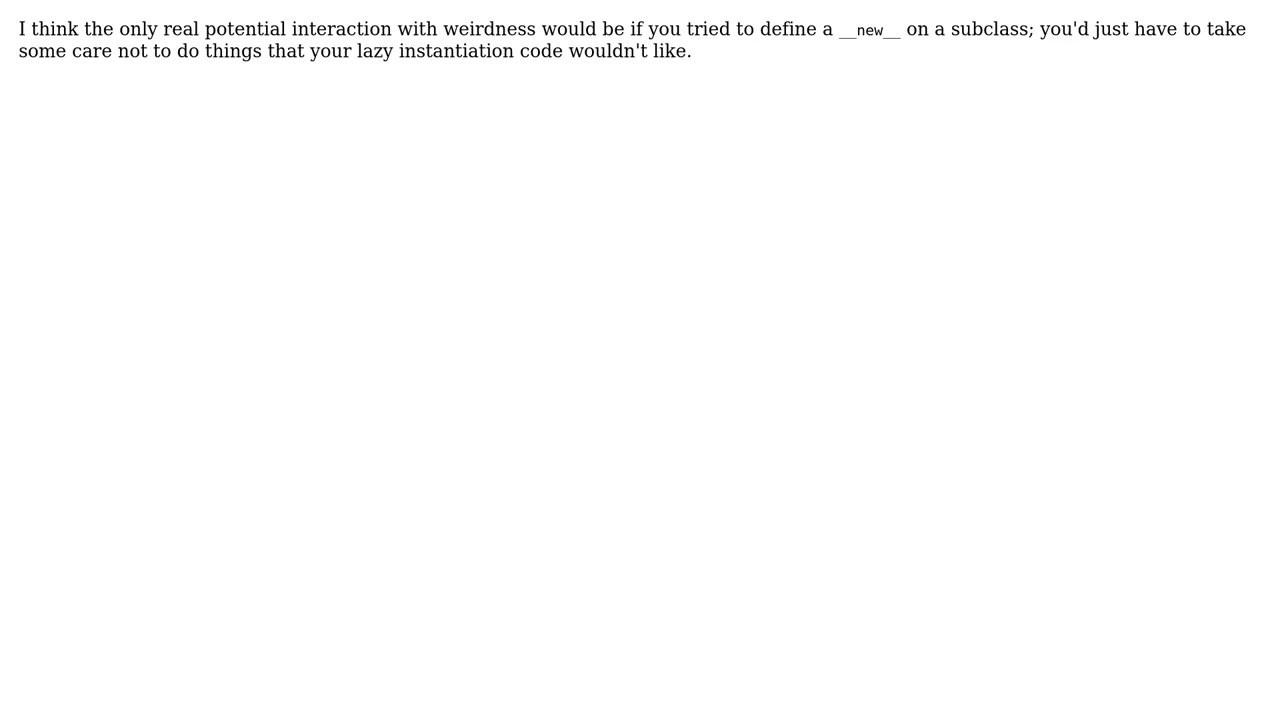 I think the only real potential interaction with weirdness would be if you tried to define a __new__ on a subclass; you'd just have to take
some care not to do things that your lazy instantiation code wouldn't like.